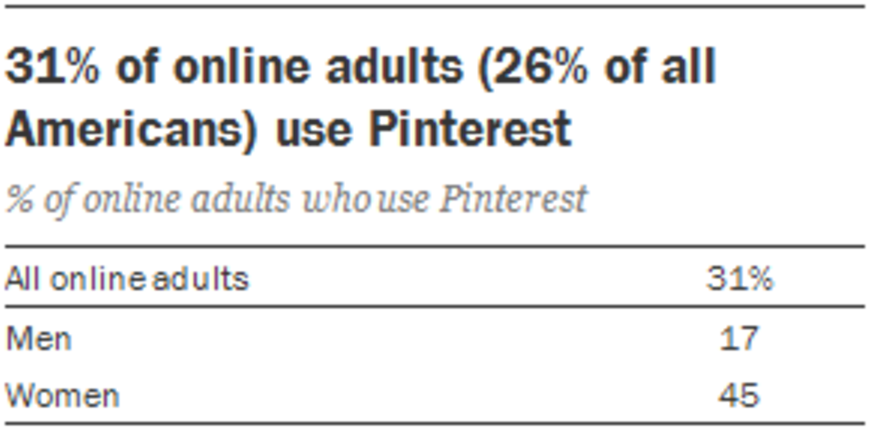 31% of online adults (26% of all
Americans) use Pinterest
% of online adults who use Pinterest
All online adults 31%
Men 17
Women 45